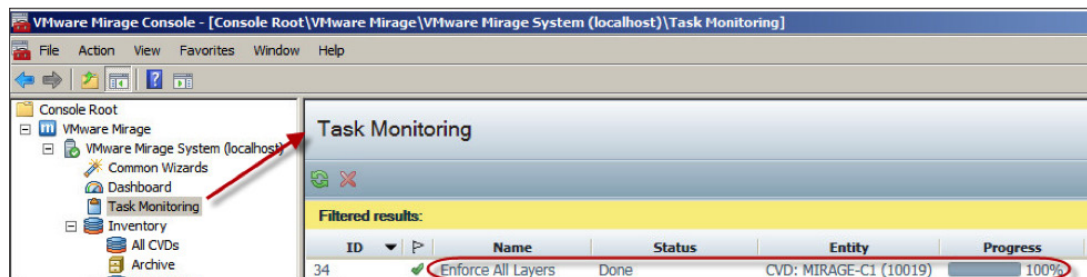 VMware Mirage Console - [Console Root\VMware Mirage\VMware Mirage System (localhost)\Task Monitoring]
File Action View Favorites Window Help
Console Root
VMware Mirage
VMware Mirage System (localhost)
Common Wizards
Dashboard
Task Monitoring
Inventory
All CVDs
Archive
Task Monitoring
Filtered results:
ID Name Status Entity Progress
34 Enforce All Layers Done CVD: MIRAGE-C1 (10019) 100%